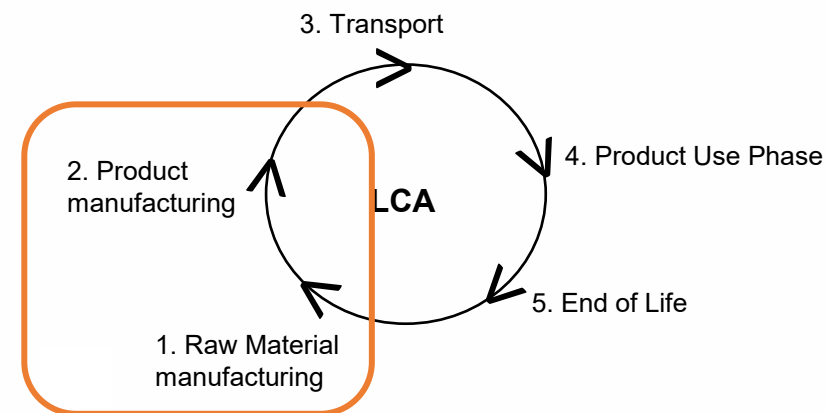 3. Transport
2. Product
manufacturing
4. Product Use Phase
LCA
5. End of Life
1. Raw Material
manufacturing